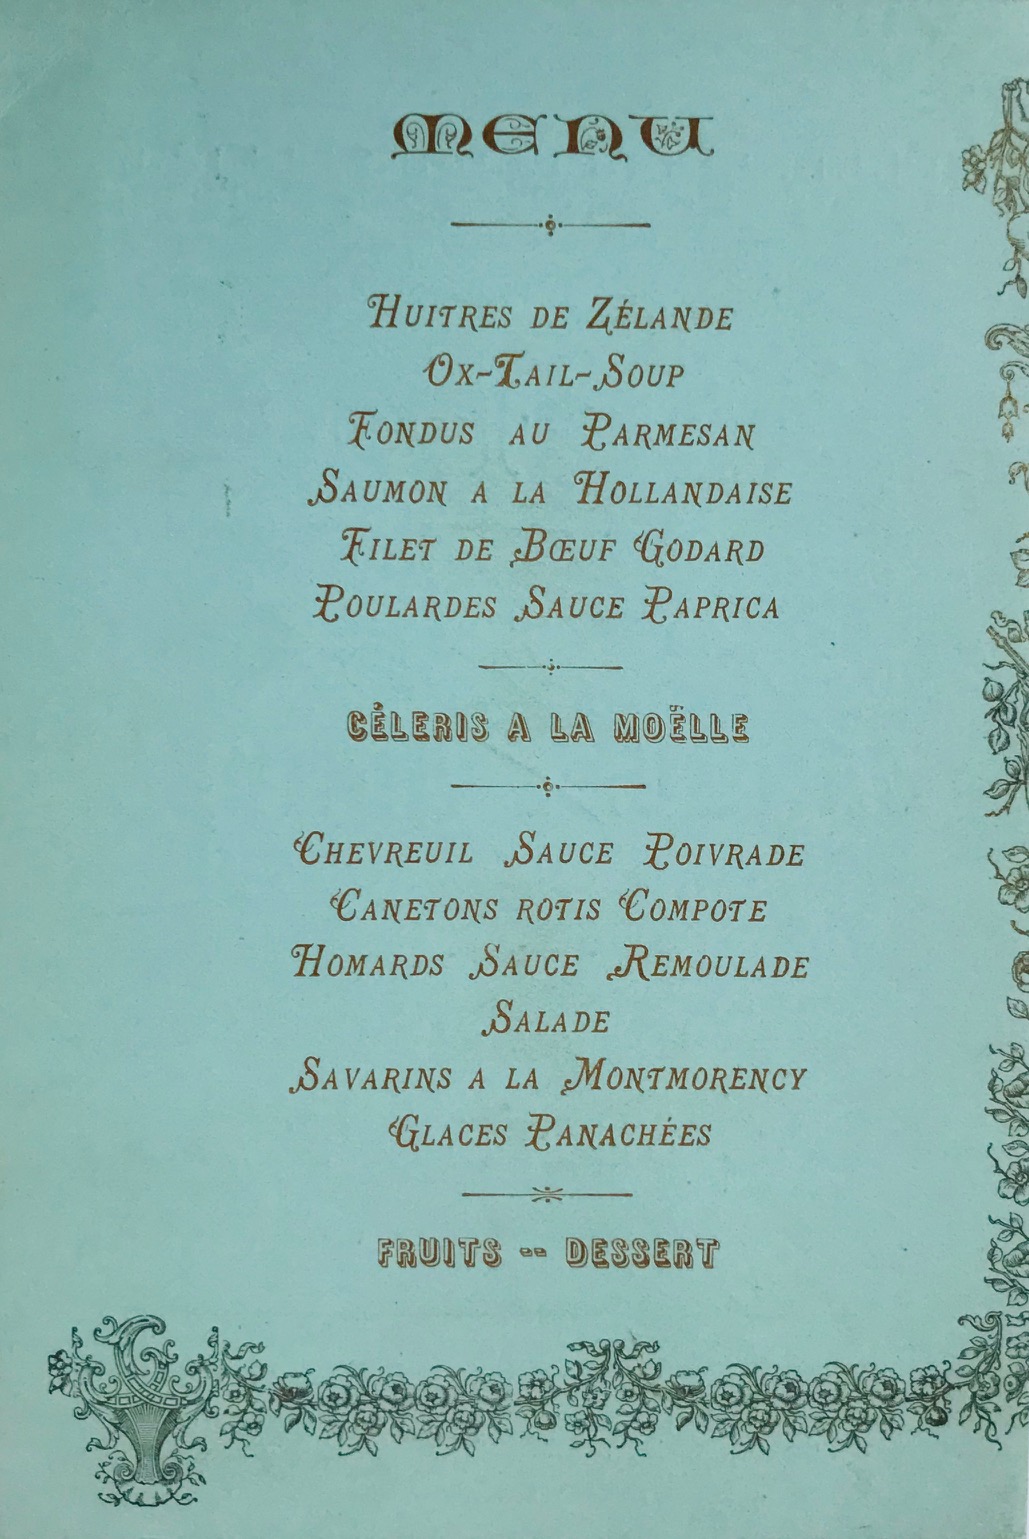 MENU
HUITRES DE ZÉLANDE
OX-TAIL-SOUP
FONDUS AU PARMESAN
SAUMON A LA HOLLANDAISE
FILET DE BŒUF GODARD
POULARDES SAUCE PAPRICA
CÉLERIS A LA MOËLLE
CHEVREUIL SAUCE POIVRADE
CANETONS ROTIS COMPOTE
HOMARDS SAUCE REMOULADE
SALADE
SAVARINS A LA MONTMORENCY
GLACES PANACHÉES
FRUITS -- DESSERT